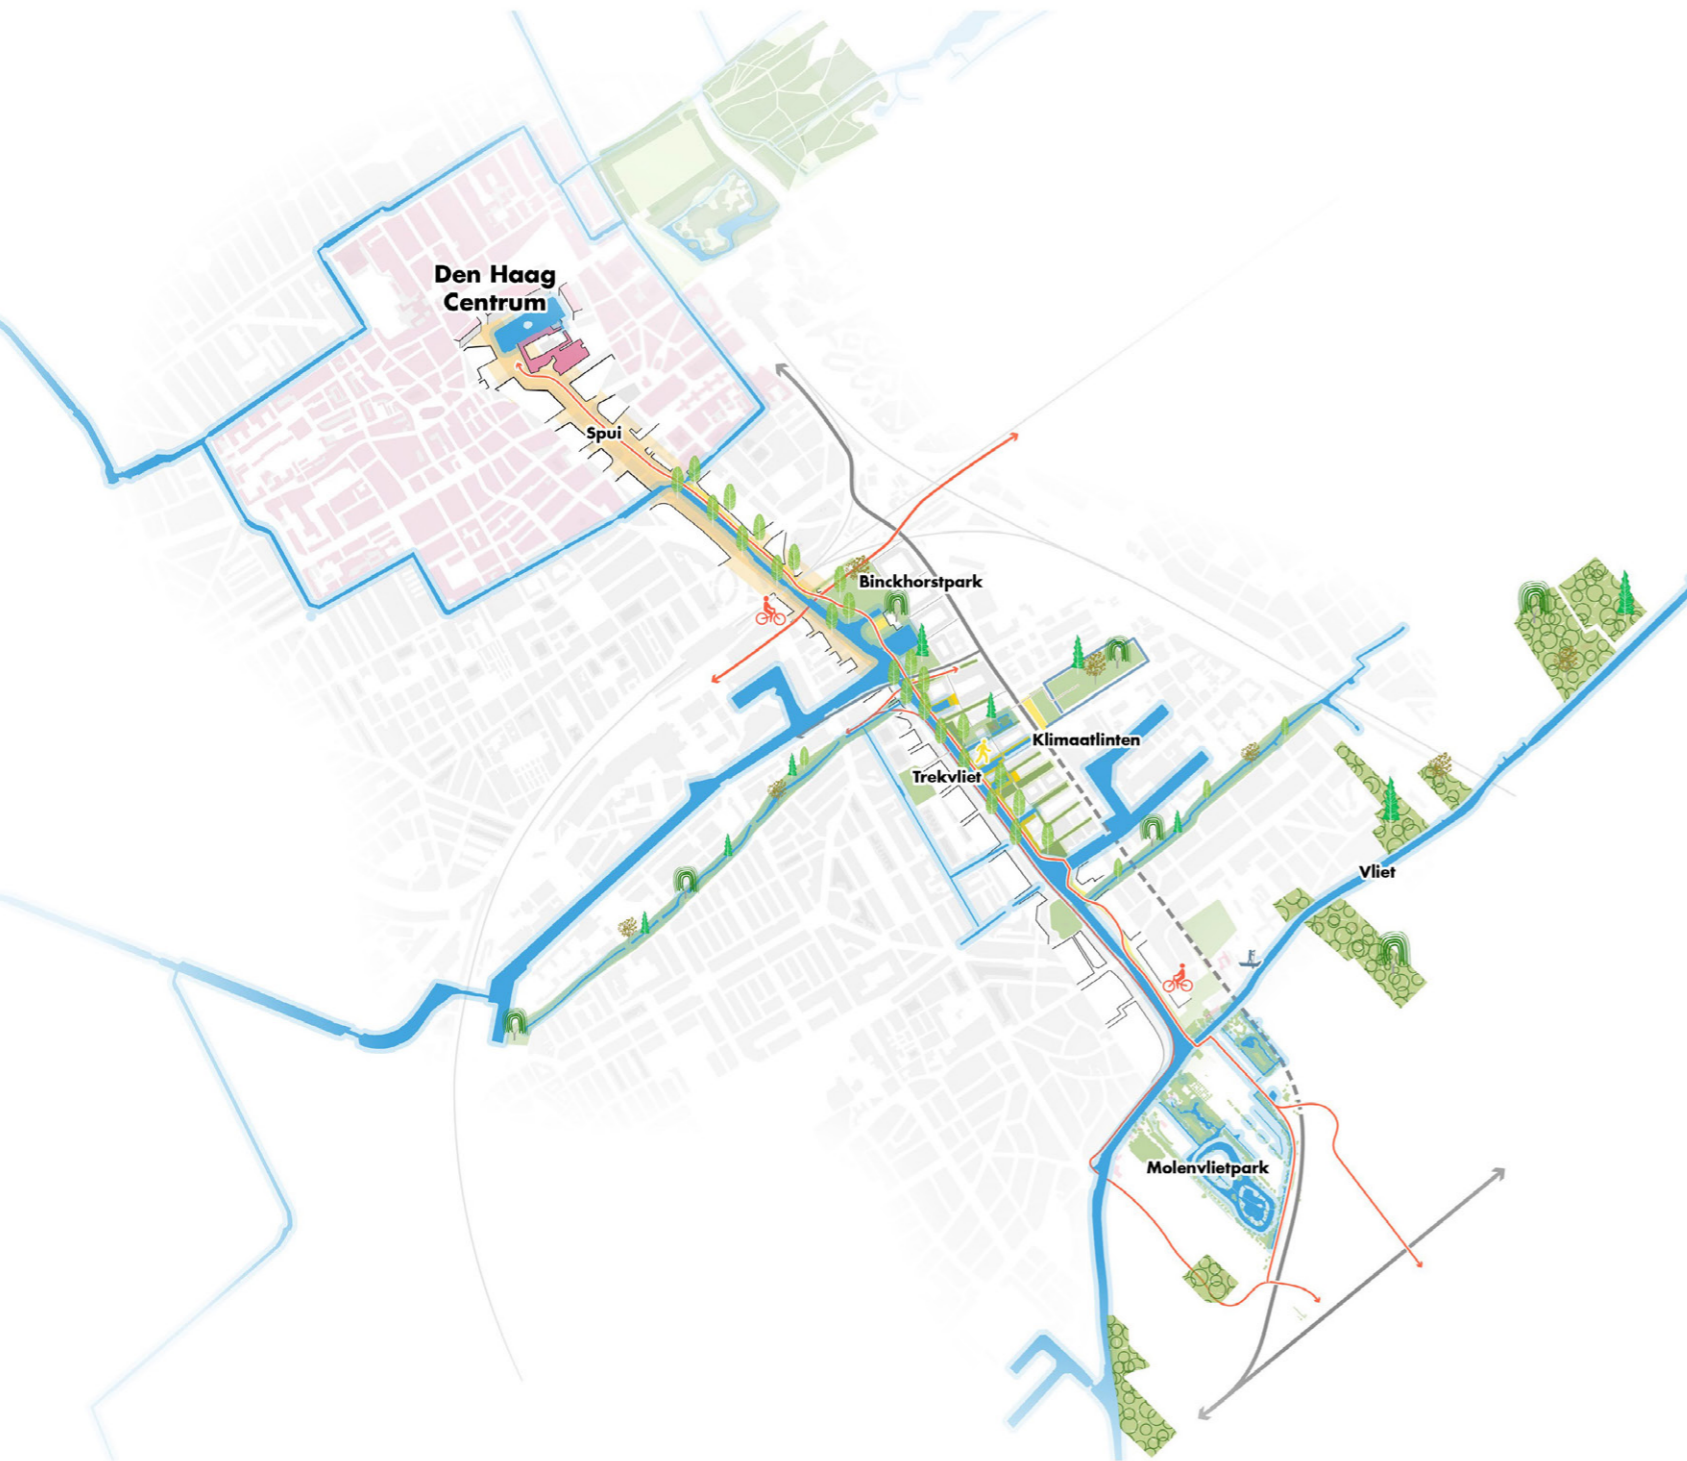 Den Haag
Centrum
Spui
Binckhorstpark
Klimaatlinten
Trekvliet
Vliet
Molenvlietpark